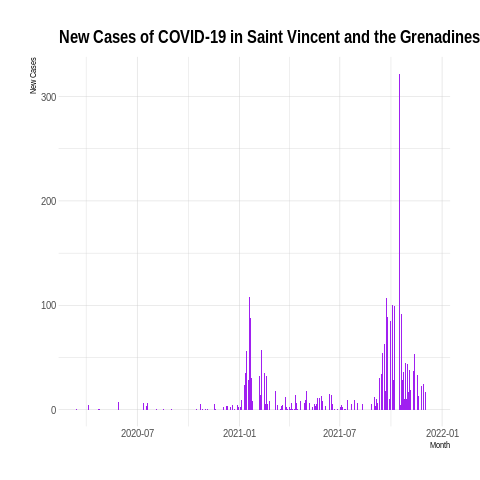 New Cases of COVID-19 in Saint Vincent and the Grenadines
New Cases
300
200
100
0
2020-07
2021-01
2021-07
2022-01
Month